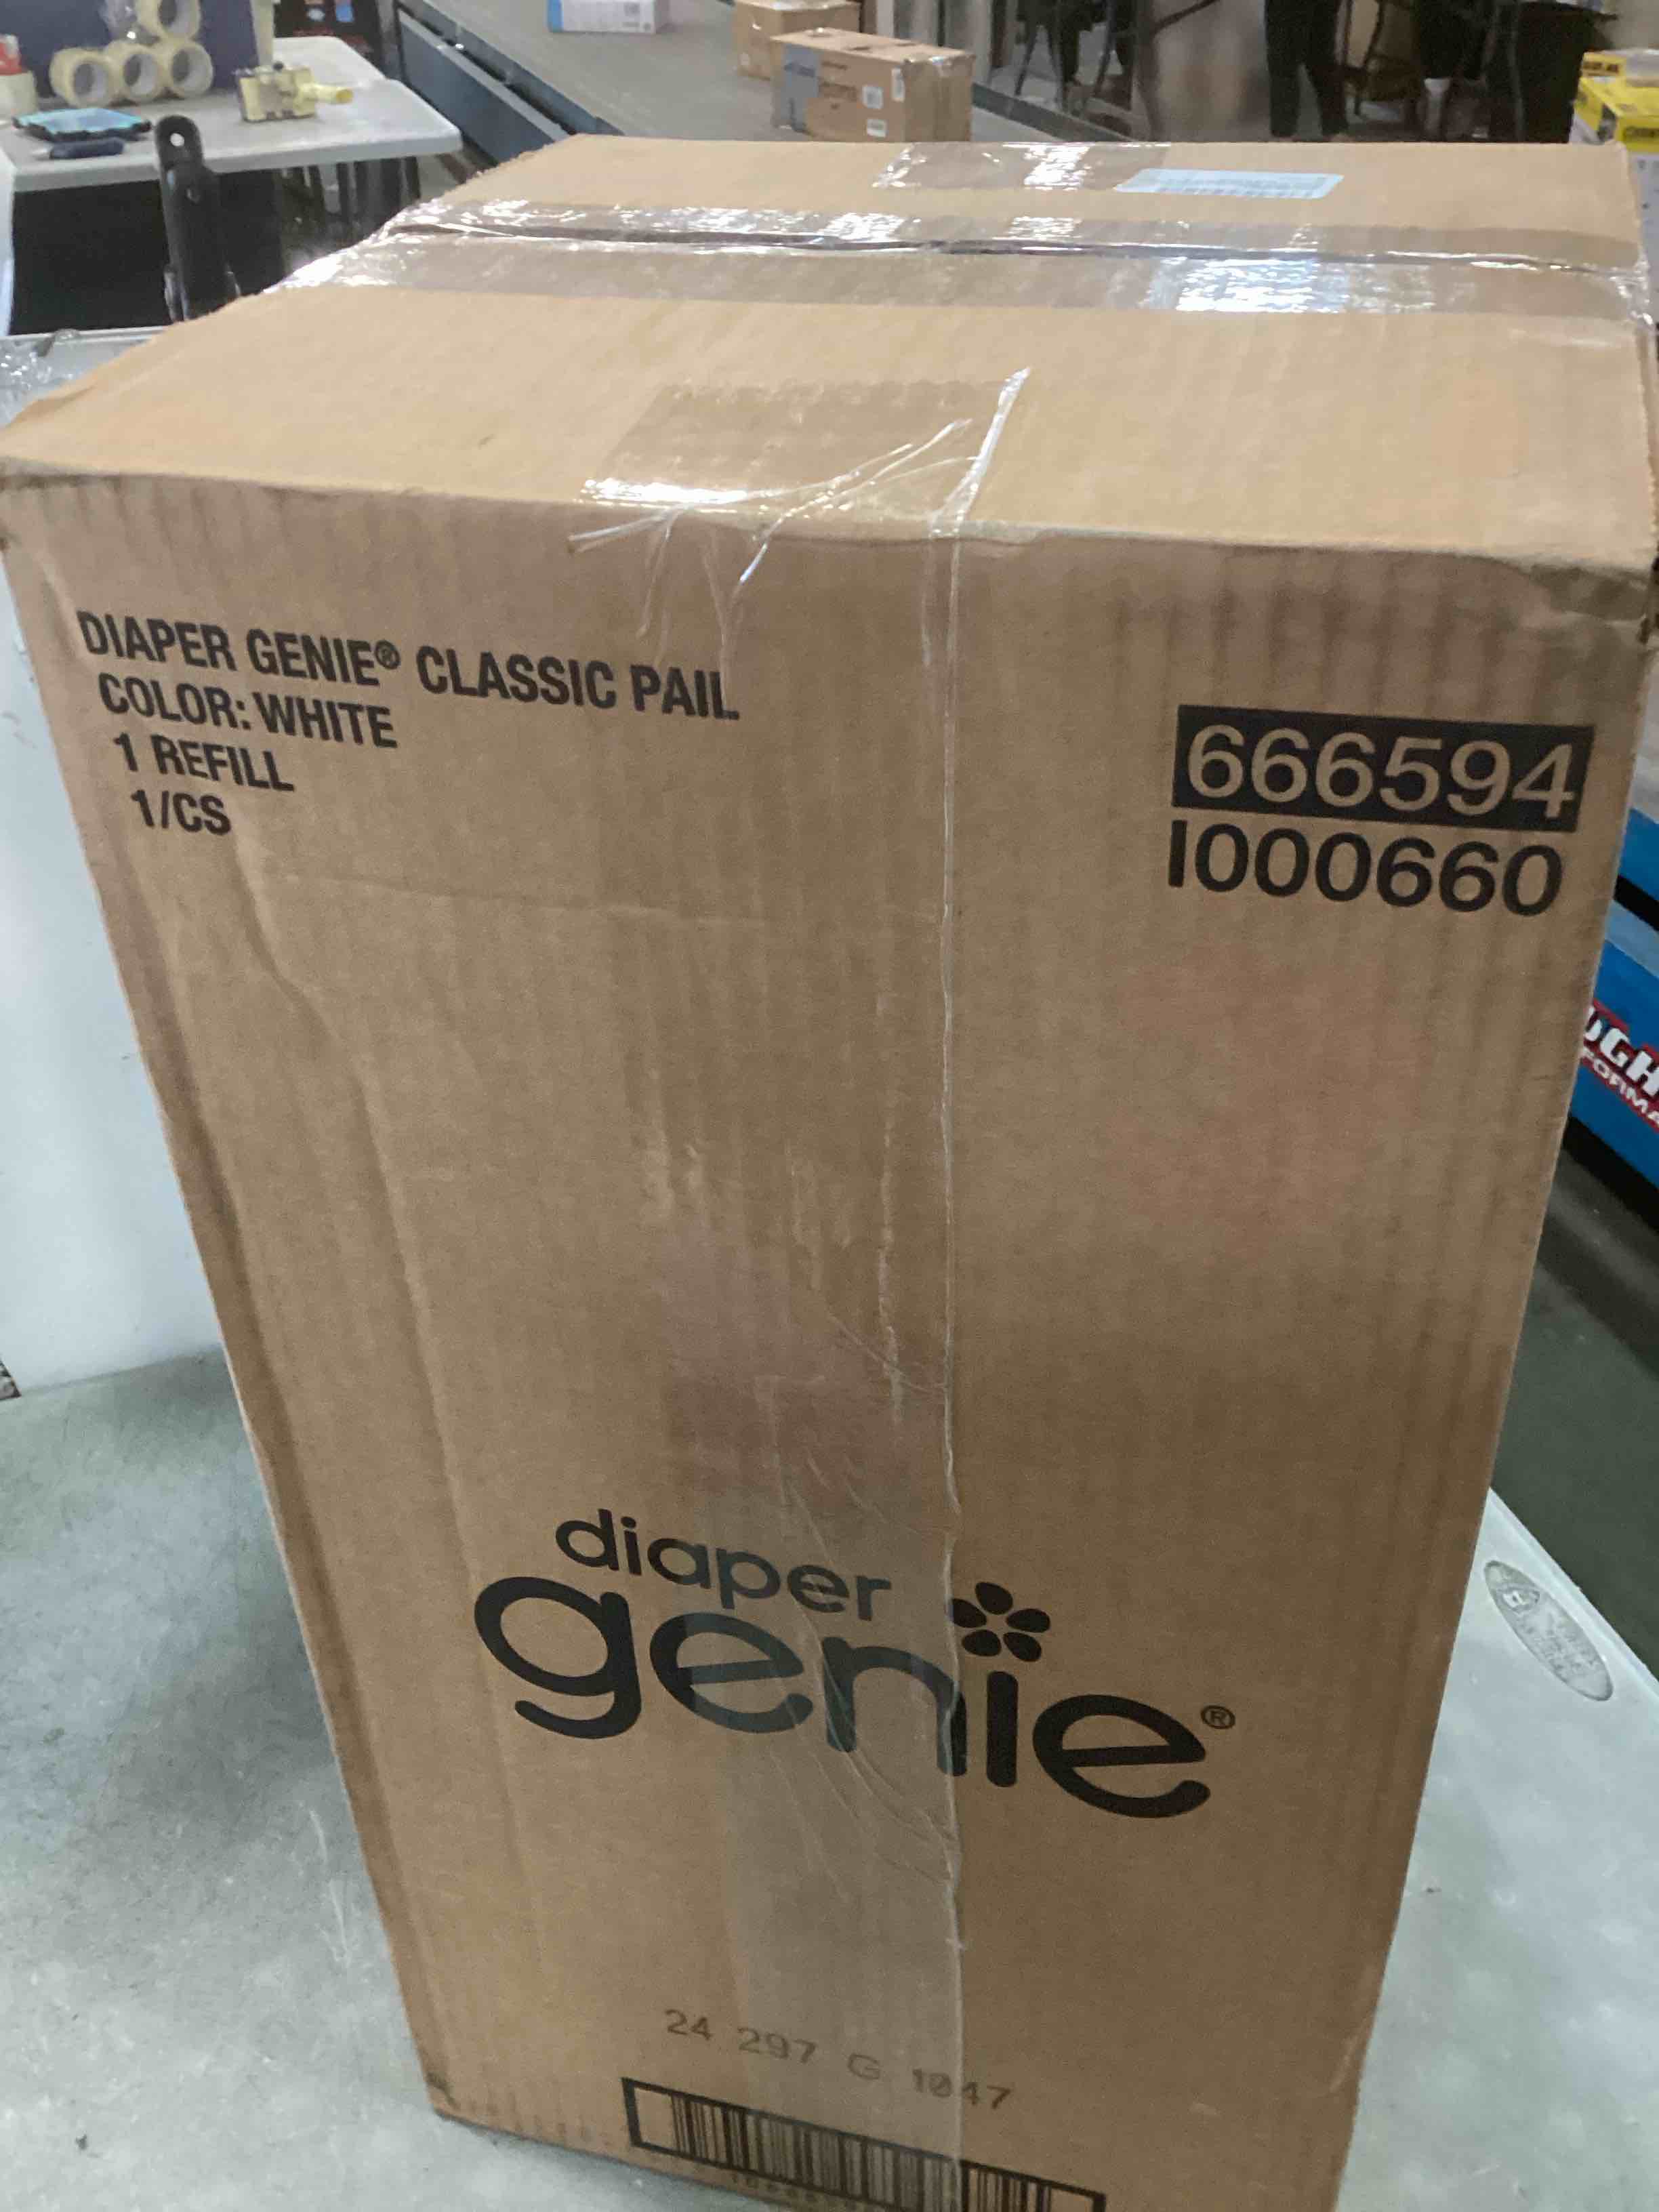 DIAPER GENIE® CLASSIC PAIL
COLOR: WHITE
1 REFILL
1/CS
666594
I000660
diaper
genie®
24 297 G 1047